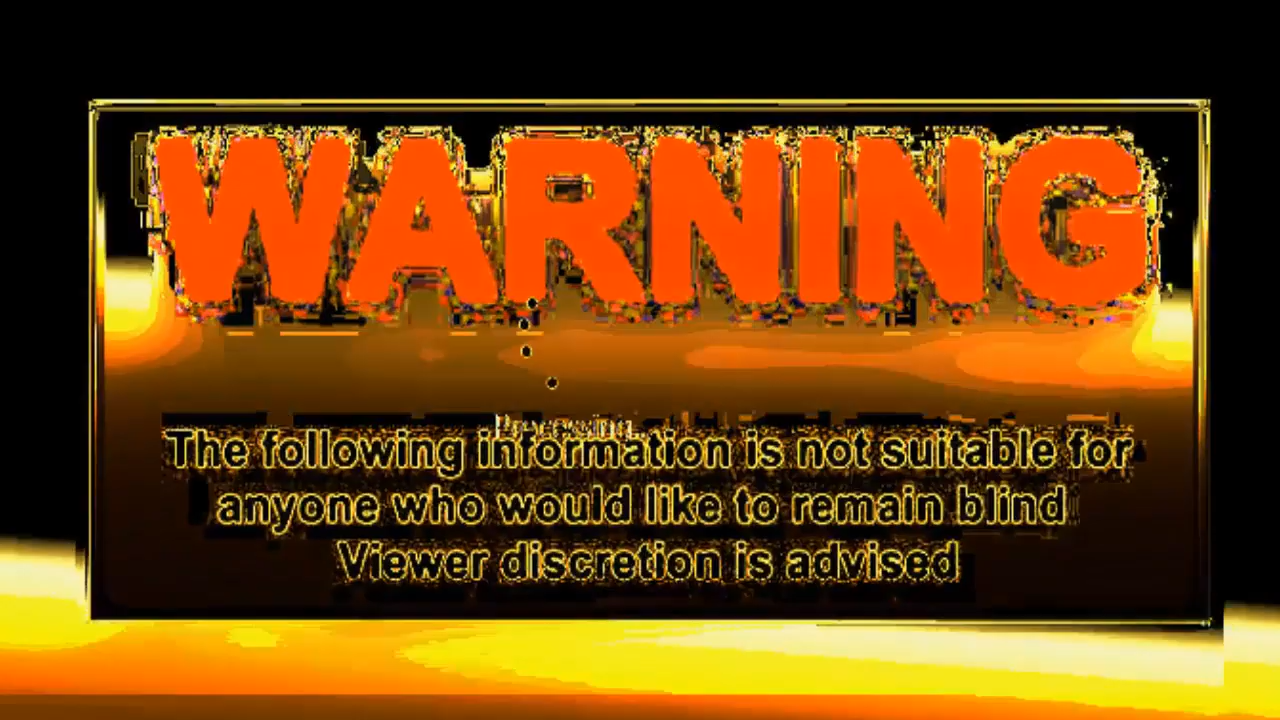 WARNING
Processing
The following information is not suitable for
anyone who would like to remain blind
Viewer discretion is advised